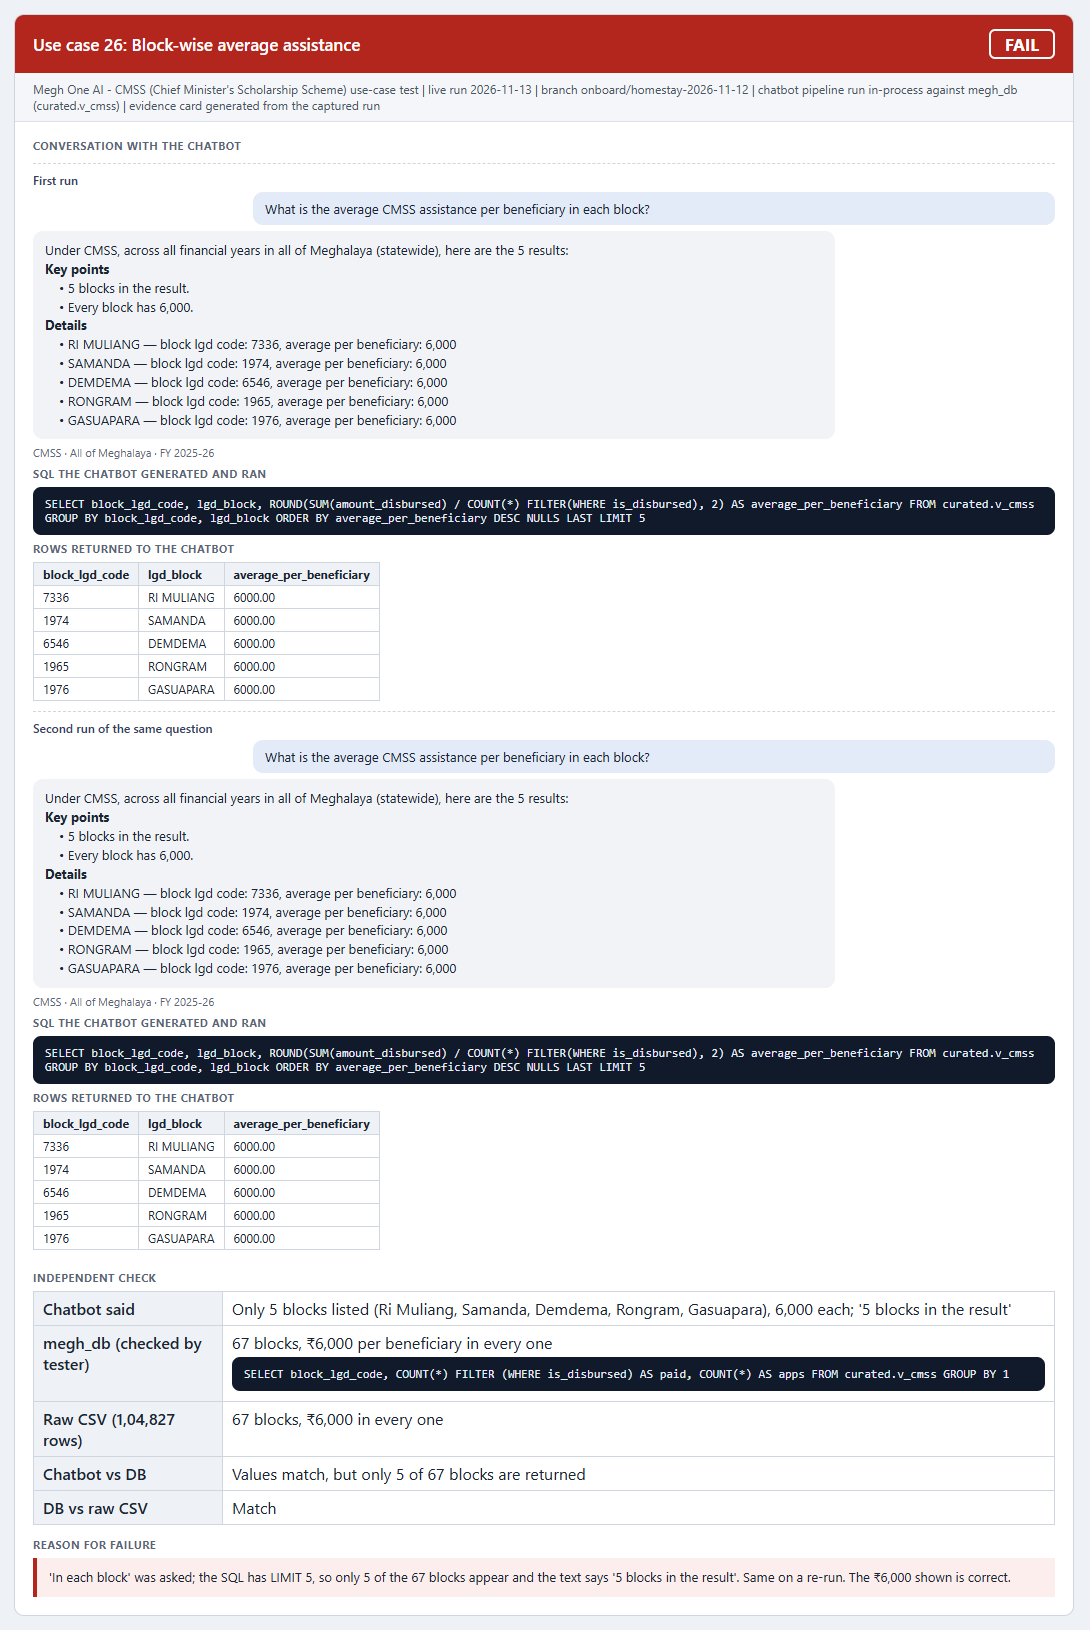 Use case 26: Block-wise average assistance
FAIL
Megh One AI - CMSS (Chief Minister's Scholarship Scheme) use-case test | live run 2026-11-13 | branch onboard/homestay-2026-11-12 | chatbot pipeline run in-process against megh_db
(curated.v_cmss) | evidence card generated from the captured run
CONVERSATION WITH THE CHATBOT
First run
What is the average CMSS assistance per beneficiary in each block?
Under CMSS, across all financial years in all of Meghalaya (statewide), here are the 5 results:
Key points
• 5 blocks in the result.
• Every block has 6,000.
Details
• RI MULIANG — block lgd code: 7336, average per beneficiary: 6,000
• SAMANDA — block lgd code: 1974, average per beneficiary: 6,000
• DEMDEMA — block lgd code: 6546, average per beneficiary: 6,000
• RONGRAM — block lgd code: 1965, average per beneficiary: 6,000
• GASUAPARA — block lgd code: 1976, average per beneficiary: 6,000
CMSS · All of Meghalaya · FY 2025-26
SQL THE CHATBOT GENERATED AND RAN
SELECT block_lgd_code, lgd_block, ROUND(SUM(amount_disbursed) / COUNT(*) FILTER(WHERE is_disbursed), 2) AS average_per_beneficiary FROM curated.v_cmss
GROUP BY block_lgd_code, lgd_block ORDER BY average_per_beneficiary DESC NULLS LAST LIMIT 5
ROWS RETURNED TO THE CHATBOT
block_lgd_code lgd_block average_per_beneficiary
7336 RI MULIANG 6000.00
1974 SAMANDA 6000.00
6546 DEMDEMA 6000.00
1965 RONGRAM 6000.00
1976 GASUAPARA 6000.00
Second run of the same question
What is the average CMSS assistance per beneficiary in each block?
Under CMSS, across all financial years in all of Meghalaya (statewide), here are the 5 results:
Key points
• 5 blocks in the result.
• Every block has 6,000.
Details
• RI MULIANG — block lgd code: 7336, average per beneficiary: 6,000
• SAMANDA — block lgd code: 1974, average per beneficiary: 6,000
• DEMDEMA — block lgd code: 6546, average per beneficiary: 6,000
• RONGRAM — block lgd code: 1965, average per beneficiary: 6,000
• GASUAPARA — block lgd code: 1976, average per beneficiary: 6,000
CMSS · All of Meghalaya · FY 2025-26
SQL THE CHATBOT GENERATED AND RAN
SELECT block_lgd_code, lgd_block, ROUND(SUM(amount_disbursed) / COUNT(*) FILTER(WHERE is_disbursed), 2) AS average_per_beneficiary FROM curated.v_cmss
GROUP BY block_lgd_code, lgd_block ORDER BY average_per_beneficiary DESC NULLS LAST LIMIT 5
ROWS RETURNED TO THE CHATBOT
block_lgd_code lgd_block average_per_beneficiary
7336 RI MULIANG 6000.00
1974 SAMANDA 6000.00
6546 DEMDEMA 6000.00
1965 RONGRAM 6000.00
1976 GASUAPARA 6000.00
INDEPENDENT CHECK
Chatbot said Only 5 blocks listed (Ri Muliang, Samanda, Demdema, Rongram, Gasuapara), 6,000 each; '5 blocks in the result'
megh_db (checked by
tester)
67 blocks, ₹6,000 per beneficiary in every one
SELECT block_lgd_code, COUNT(*) FILTER (WHERE is_disbursed) AS paid, COUNT(*) AS apps FROM curated.v_cmss GROUP BY 1
Raw CSV (1,04,827
rows)
67 blocks, ₹6,000 in every one
Chatbot vs DB Values match, but only 5 of 67 blocks are returned
DB vs raw CSV Match
REASON FOR FAILURE
'In each block' was asked; the SQL has LIMIT 5, so only 5 of the 67 blocks appear and the text says '5 blocks in the result'. Same on a re-run. The ₹6,000 shown is correct.